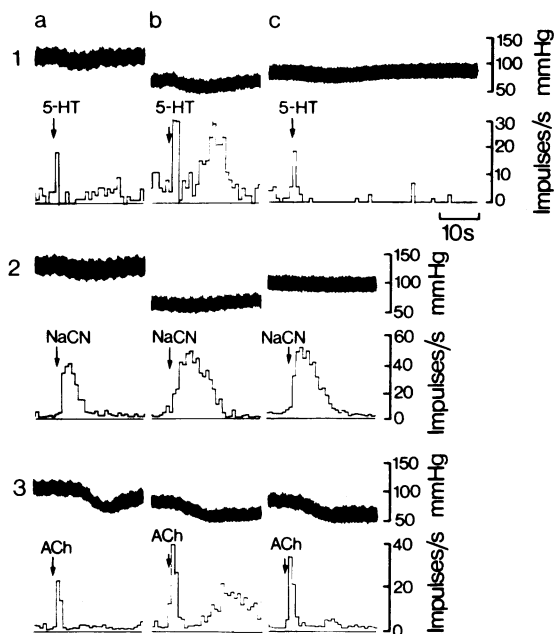 a b c
1
150
100
50
mmHg
5-HT 5-HT 5-HT
30
20
10
0
Impulses/s
10s
2
150
100
50
mmHg
NaCN NaCN NaCN
60
40
20
0
Impulses/s
3
150
100
50
mmHg
ACh ACh ACh
40
20
0
Impulses/s